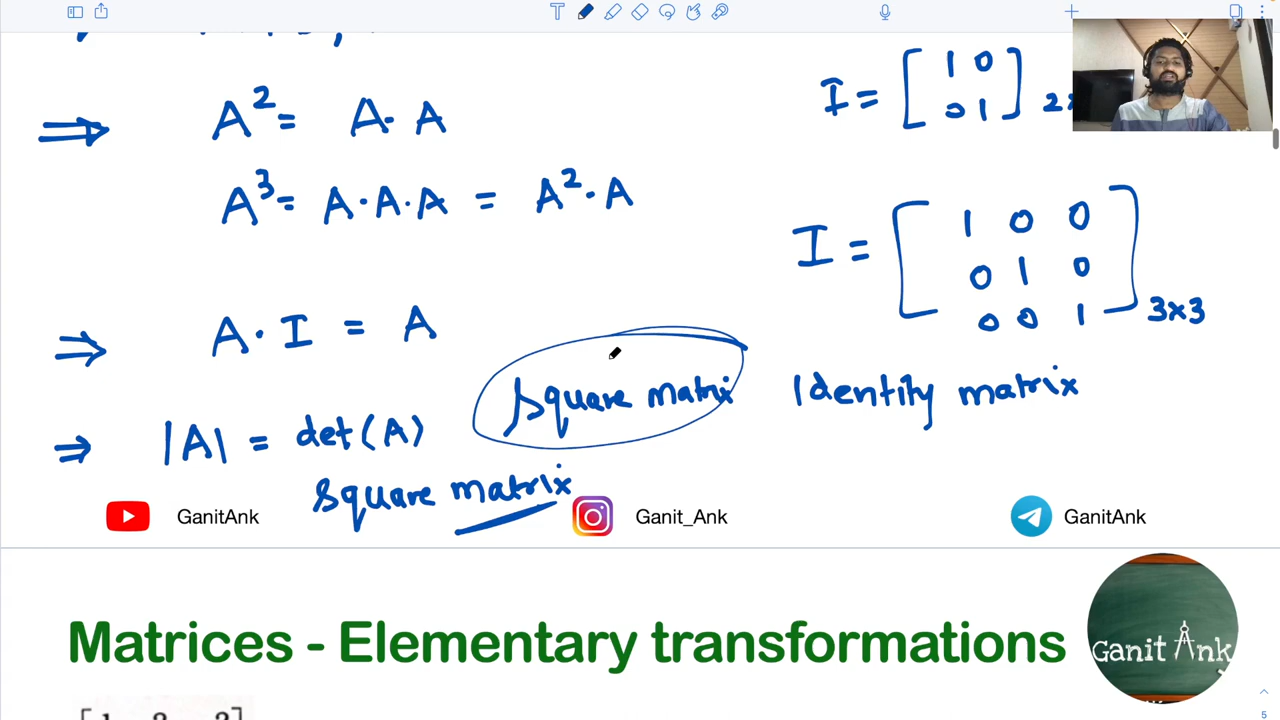 I = [ 1 0
0 1 ]
⇒ A² = A · A
A³ = A·A·A = A²·A
I = [ 1 0 0
0 1 0
0 0 1 ] 3×3
⇒ A · I = A
square matrix Identity matrix
⇒ |A| = det(A)
square matrix
GanitAnk Ganit_Ank GanitAnk
Matrices - Elementary transformations
Ganit Ank
5